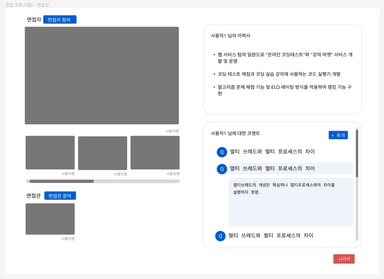 면접 프로그램2 - 면접관
면접자 면접자 참여
사용자명
사용자명 사용자명 사용자명
면접관 면접관 참여
사용자명
사용자1 님의 이력서
웹 서비스 팀의 일원으로 "온라인 코딩테스트"와 "강의 마켓" 서비스 개
발 및 운영
코드 테스트 채점과 코딩 실습 강의에 사용하는 코드 실행기 개발
알고리즘 문제 채점 기능 및 ELO 레이팅 방식을 적용하여 랭킹 기능 구
현
사용자1 님에 대한 코멘트
+ 추가
Q 멀티 쓰레드와 멀티 프로세스의 차이
Q 멀티 쓰레드와 멀티 프로세스의 차이
멀티쓰레드의 개념은 확실하나 멀티프로세스와의 차이를
설명하지 못함.
Q 멀티 쓰레드와 멀티 프로세스의 차이
나가기